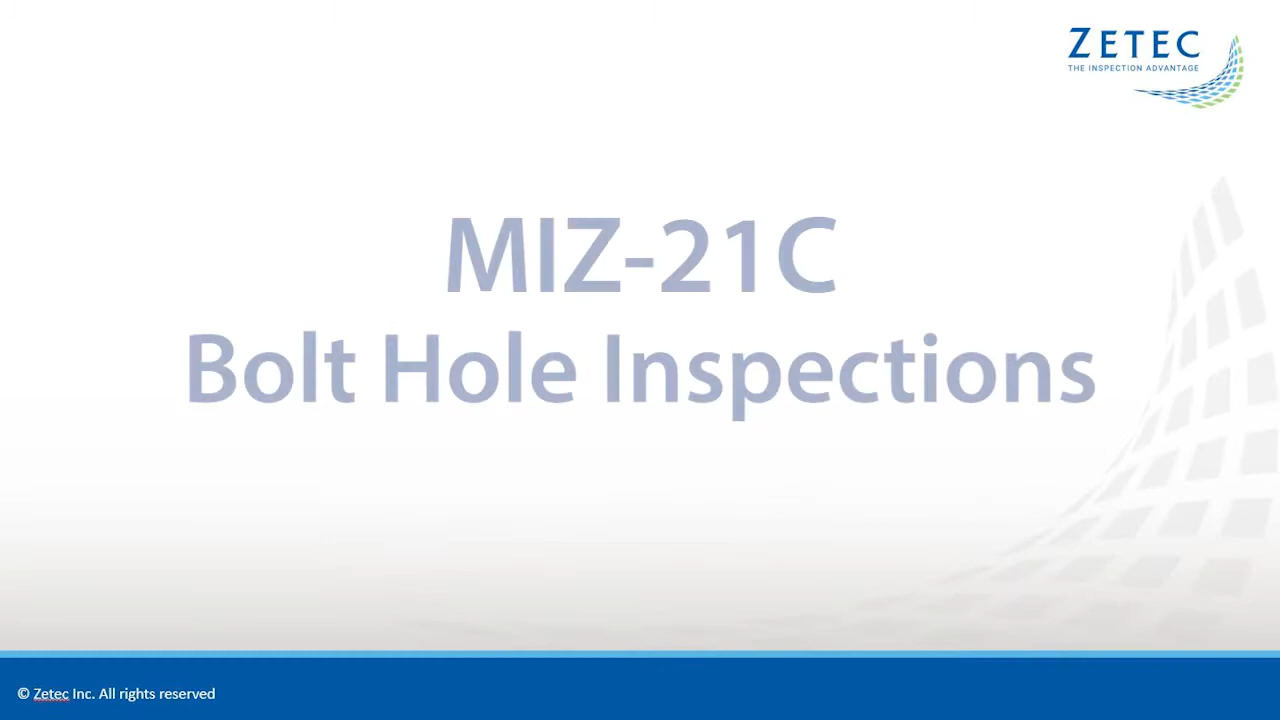 ZETEC
THE INSPECTION ADVANTAGE
MIZ-21C
Bolt Hole Inspections
© Zetec Inc. All rights reserved